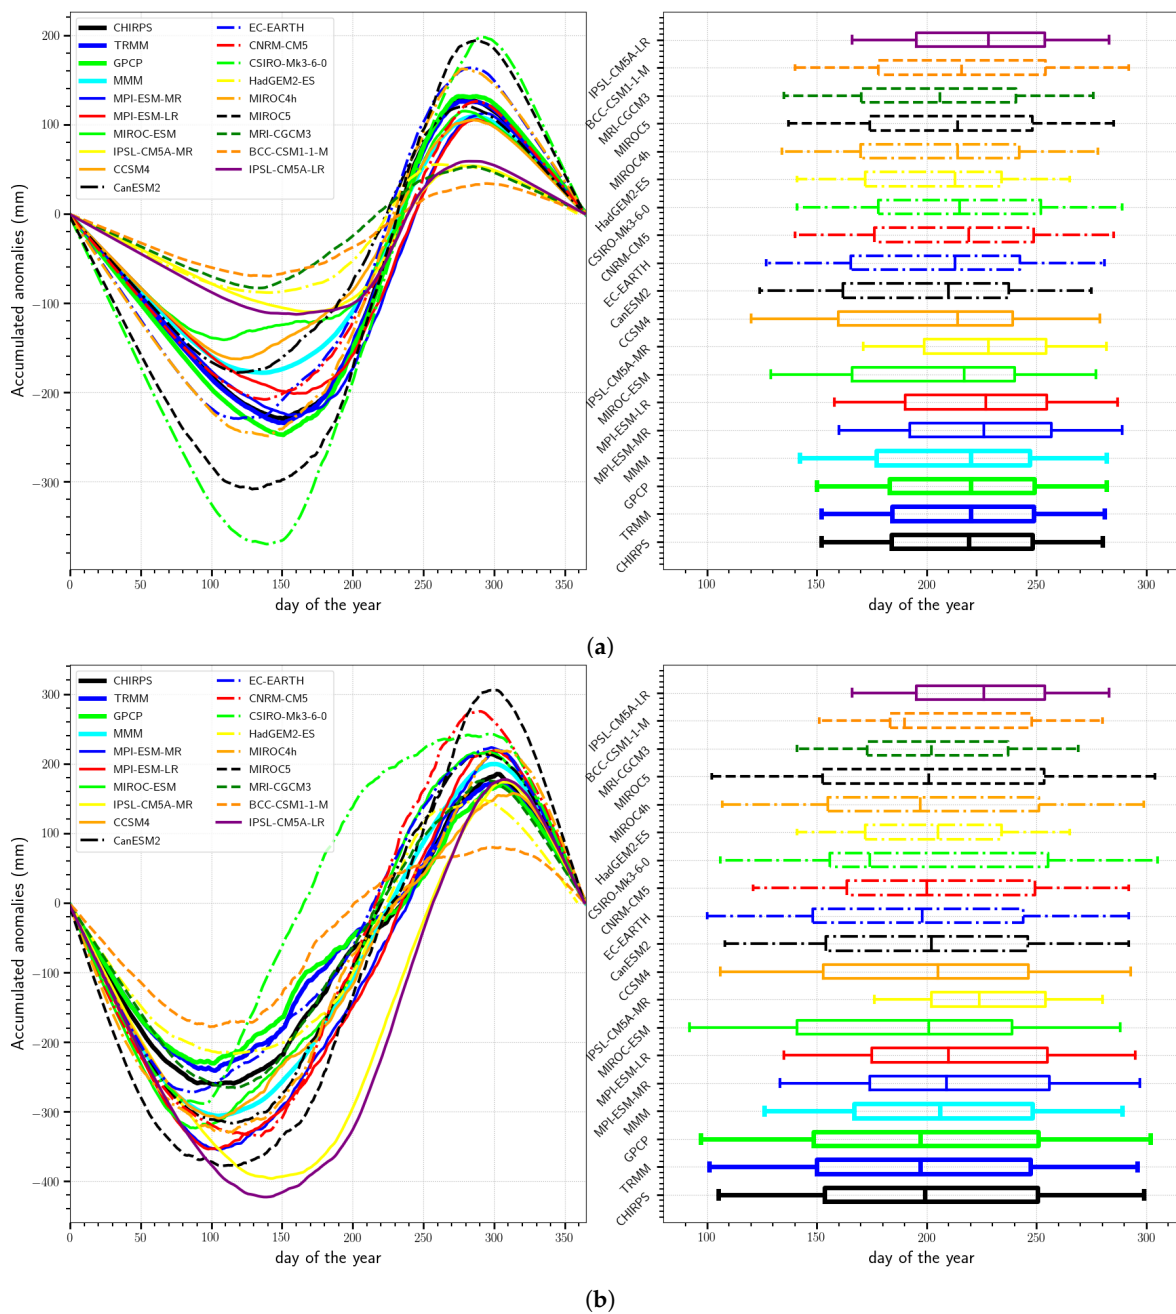 CHIRPS
TRMM
GPCP
MMM
MPI-ESM-MR
MPI-ESM-LR
MIROC-ESM
IPSL-CM5A-MR
CCSM4
CanESM2
EC-EARTH
CNRM-CM5
CSIRO-Mk3-6-0
HadGEM2-ES
MIROC4h
MIROC5
MRI-CGCM3
BCC-CSM1-1-M
IPSL-CM5A-LR
Accumulated anomalies (mm)
200
100
0
−100
−200
−300
0 50 100 150 200 250 300 350
day of the year
IPSL-CM5A-LR
BCC-CSM1-1-M
MRI-CGCM3
MIROC5
MIROC4h
HadGEM2-ES
CSIRO-Mk3-6-0
CNRM-CM5
EC-EARTH
CanESM2
CCSM4
IPSL-CM5A-MR
MIROC-ESM
MPI-ESM-LR
MPI-ESM-MR
MMM
GPCP
TRMM
CHIRPS
100 150 200 250 300
day of the year
(a)
CHIRPS
TRMM
GPCP
MMM
MPI-ESM-MR
MPI-ESM-LR
MIROC-ESM
IPSL-CM5A-MR
CCSM4
CanESM2
EC-EARTH
CNRM-CM5
CSIRO-Mk3-6-0
HadGEM2-ES
MIROC4h
MIROC5
MRI-CGCM3
BCC-CSM1-1-M
IPSL-CM5A-LR
Accumulated anomalies (mm)
300
200
100
0
−100
−200
−300
−400
0 50 100 150 200 250 300 350
day of the year
IPSL-CM5A-LR
BCC-CSM1-1-M
MRI-CGCM3
MIROC5
MIROC4h
HadGEM2-ES
CSIRO-Mk3-6-0
CNRM-CM5
EC-EARTH
CanESM2
CCSM4
IPSL-CM5A-MR
MIROC-ESM
MPI-ESM-LR
MPI-ESM-MR
MMM
GPCP
TRMM
CHIRPS
100 150 200 250 300
day of the year
(b)